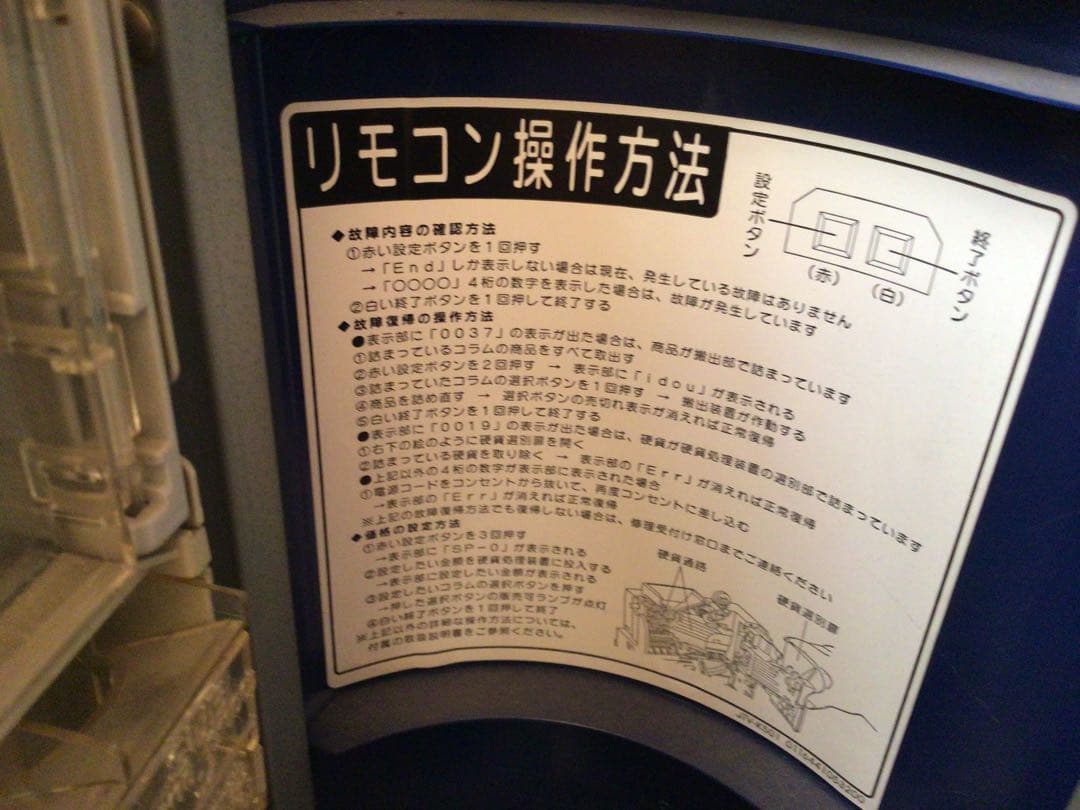 リモコン操作方法
設定ボタン
(赤)
(白)
終了ボタン
◆故障内容の確認方法
①赤い設定ボタンを1回押す
→「End」しか表示しない場合は現在、発生している故障はありません
→「○○○○」4桁の数字を表示した場合は、故障が発生しています
②白い終了ボタンを1回押して終了する
◆故障復帰の操作方法
●表示部に「0037」の表示が出た場合は、商品が搬出部で詰まっています
①詰まっているコラムの商品をすべて取出す
②赤い設定ボタンを2回押す → 表示部に「idou」が表示される
③詰まっていたコラムの選択ボタンを1回押す → 搬出装置が作動する
④商品を詰め直す → 選択ボタンの売切れ表示が消えれば正常復帰
⑤白い終了ボタンを1回押して終了する
●表示部に「0019」の表示が出た場合は、硬貨が硬貨処理装置の選別部で詰まっています
①右下の絵のように硬貨選別扉を開く
②詰まっている硬貨を取り除く → 表示部の「Err」が消えれば正常復帰
●上記以外の4桁の数字が表示部に表示された場合
①電源コードをコンセントから抜いて、再度コンセントに差し込む
→表示部の「Err」が消えれば正常復帰
※上記の故障復帰方法でも復帰しない場合は、修理受付け窓口までご連絡ください
◆価格の設定方法
①赤い設定ボタンを3回押す
→表示部に「SP-0」が表示される
②設定したい金額を硬貨処理装置に投入する
→表示部に設定したい金額が表示される
③設定したいコラムの選択ボタンを押す
→押した選択ボタンの販売可ランプが点灯
④白い終了ボタンを1回押して終了
※上記以外の詳細な操作方法については、
付属の取扱説明書をご参照ください。
硬貨通路
硬貨選別扉